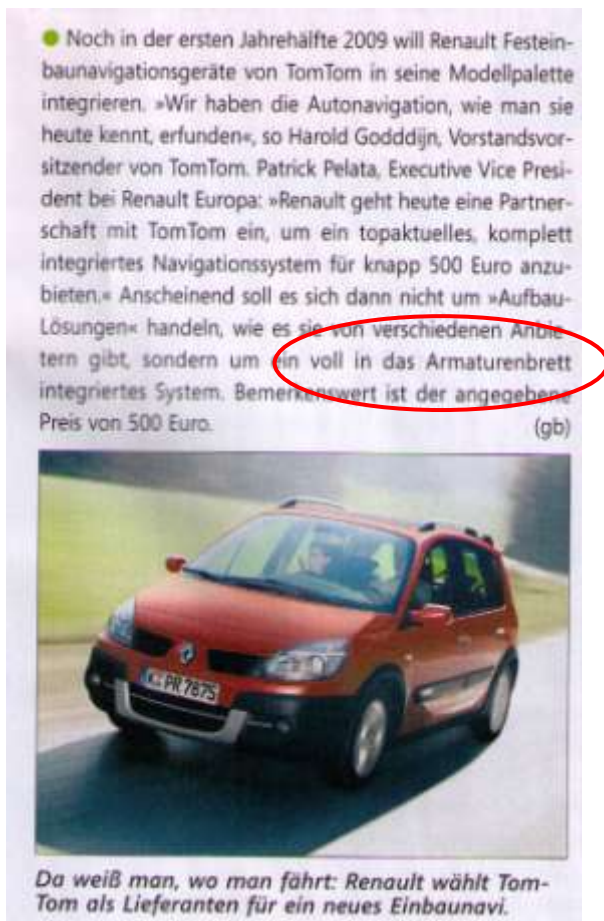 ● Noch in der ersten Jahrehälfte 2009 will Renault Festein-
baunavigationsgeräte von TomTom in seine Modellpalette
integrieren. »Wir haben die Autonavigation, wie man sie
heute kennt, erfunden«, so Harold Godddijn, Vorstandsvor-
sitzender von TomTom. Patrick Pelata, Executive Vice Presi-
dent bei Renault Europa: »Renault geht heute eine Partner-
schaft mit TomTom ein, um ein topaktuelles, komplett
integriertes Navigationssystem für knapp 500 Euro anzu-
bieten.« Anscheinend soll es sich dann nicht um »Aufbau-
Lösungen« handeln, wie es sie von verschiedenen Anbie-
tern gibt, sondern um ein voll in das Armaturenbrett
integriertes System. Bemerkenswert ist der angegebene
Preis von 500 Euro. (gb)
PR 7875
Da weiß man, wo man fährt: Renault wählt Tom-
Tom als Lieferanten für ein neues Einbaunavi.